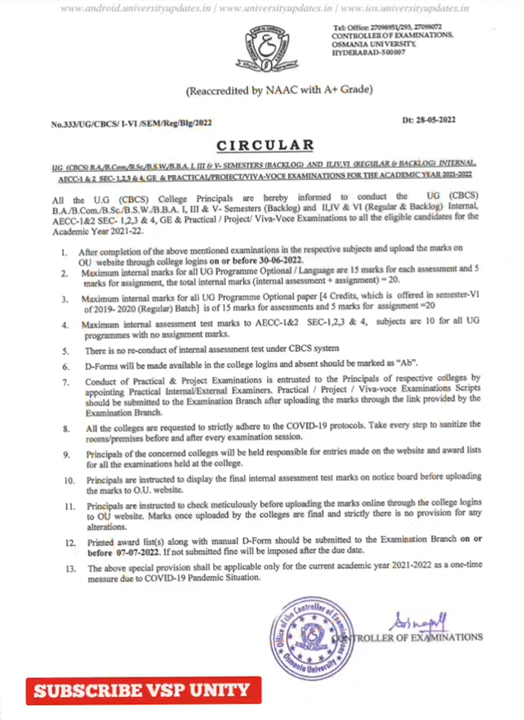 www.android.universityupdates.in / www.universityupdates.in / www.ios.universityupdates.in
Tel: Office: 27098951/293, 27098072
CONTROLLER OF EXAMINATIONS,
OSMANIA UNIVERSITY,
HYDERABAD-500007
(Reaccredited by NAAC with A+ Grade)
No.333/UG/CBCS/ I-VI /SEM/Reg/Blg/2022
Dt: 28-05-2022
CIRCULAR
UG (CBCS) B.A/B.Com./B.Sc./B.S.W./B.B.A. I, III & V- SEMESTERS (BACKLOG) AND II,IV,VI (REGULAR & BACKLOG) INTERNAL,
AECC-1 & 2 SEC- 1,2,3 & 4, GE & PRACTICAL/PROJECT/VIVA-VOCE EXAMINATIONS FOR THE ACADEMIC YEAR 2021-2022
All the U.G (CBCS) College Principals are hereby informed to conduct the UG (CBCS)
B.A/B.Com./B.Sc./B.S.W./B.B.A. I, III & V- Semesters (Backlog) and II,IV & VI (Regular & Backlog) Internal,
AECC-1&2 SEC- 1,2,3 & 4, GE & Practical / Project/ Viva-Voce Examinations to all the eligible candidates for the
Academic Year 2021-22.
1. After completion of the above mentioned examinations in the respective subjects and upload the marks on
OU website through college logins on or before 30-06-2022.
2. Maximum internal marks for all UG Programme Optional / Language are 15 marks for each assessment and 5
marks for assignment, the total internal marks (internal assessment + assignment) = 20.
3. Maximum internal marks for all UG Programme Optional paper [4 Credits, which is offered in semester-VI
of 2019- 2020 (Regular) Batch] is of 15 marks for assessments and 5 marks for assignment =20
4. Maximum internal assessment test marks to AECC-1&2 SEC-1,2,3 & 4, subjects are 10 for all UG
programmes with no assignment marks.
5. There is no re-conduct of internal assessment test under CBCS system
6. D-Forms will be made available in the college logins and absent should be marked as "Ab".
7. Conduct of Practical & Project Examinations is entrusted to the Principals of respective colleges by
appointing Practical Internal/External Examiners. Practical / Project / Viva-voce Examinations Scripts
should be submitted to the Examination Branch after uploading the marks through the link provided by the
Examination Branch.
8. All the colleges are requested to strictly adhere to the COVID-19 protocols. Take every step to sanitize the
rooms/premises before and after every examination session.
9. Principals of the concerned colleges will be held responsible for entries made on the website and award lists
for all the examinations held at the college.
10. Principals are instructed to display the final internal assessment test marks on notice board before uploading
the marks to O.U. website.
11. Principals are instructed to check meticulously before uploading the marks online through the college logins
to OU website. Marks once uploaded by the colleges are final and strictly there is no provision for any
alterations.
12. Printed award list(s) along with manual D-Form should be submitted to the Examination Branch on or
before 07-07-2022. If not submitted fine will be imposed after the due date.
13. The above special provision shall be applicable only for the current academic year 2021-2022 as a one-time
measure due to COVID-19 Pandemic Situation.
Office of the Controller of Examinations
Osmania University
CONTROLLER OF EXAMINATIONS
SUBSCRIBE VSP UNITY